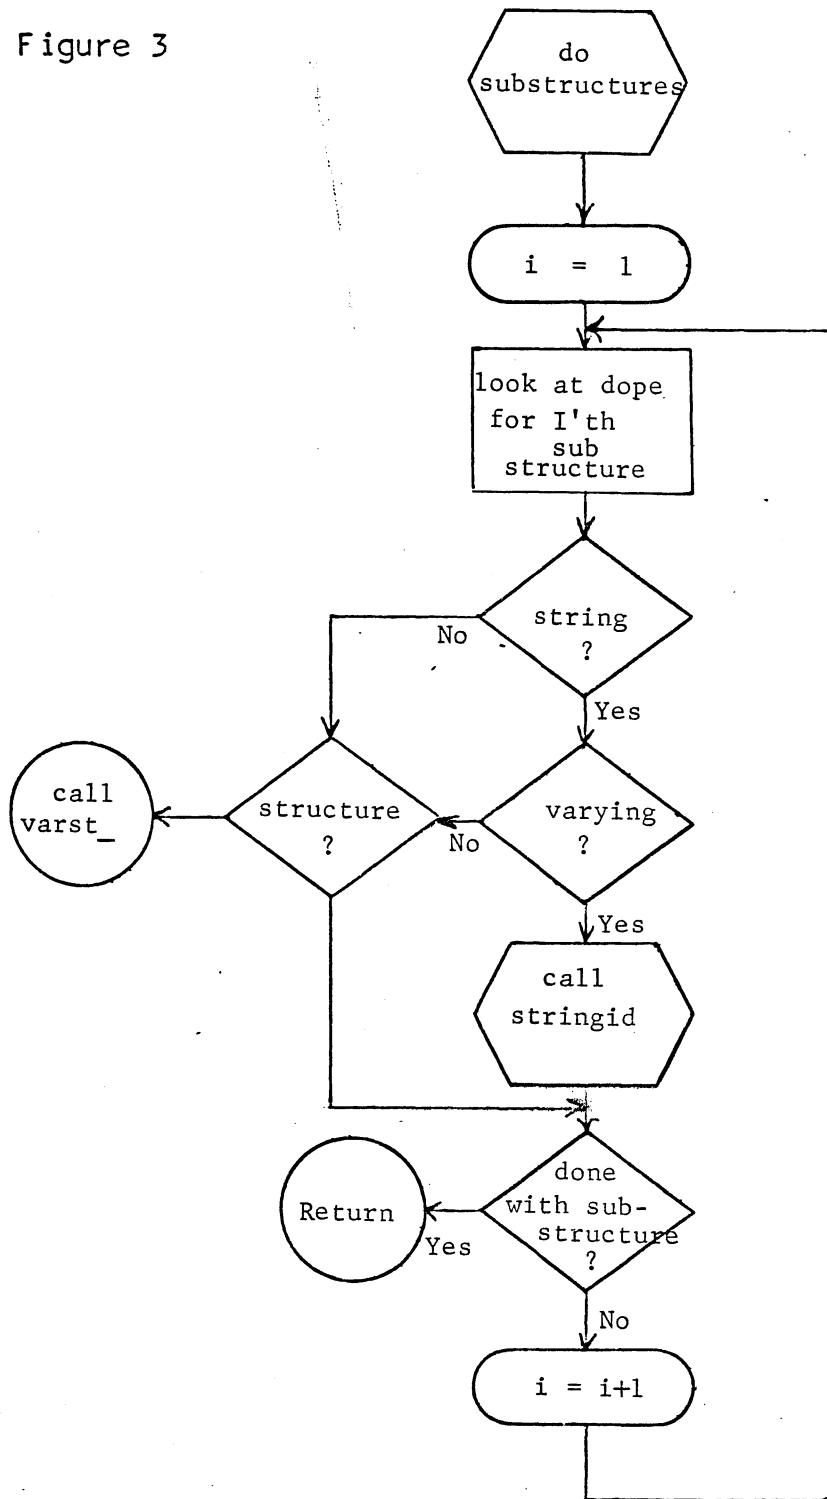 Figure 3
do
substructures
i = 1
look at dope
for I'th
sub
structure
string
?
No
Yes
call
varst_
structure
?
varying
?
No
Yes
call
stringid
done
with sub-
structure
?
Return
Yes
No
i = i+1